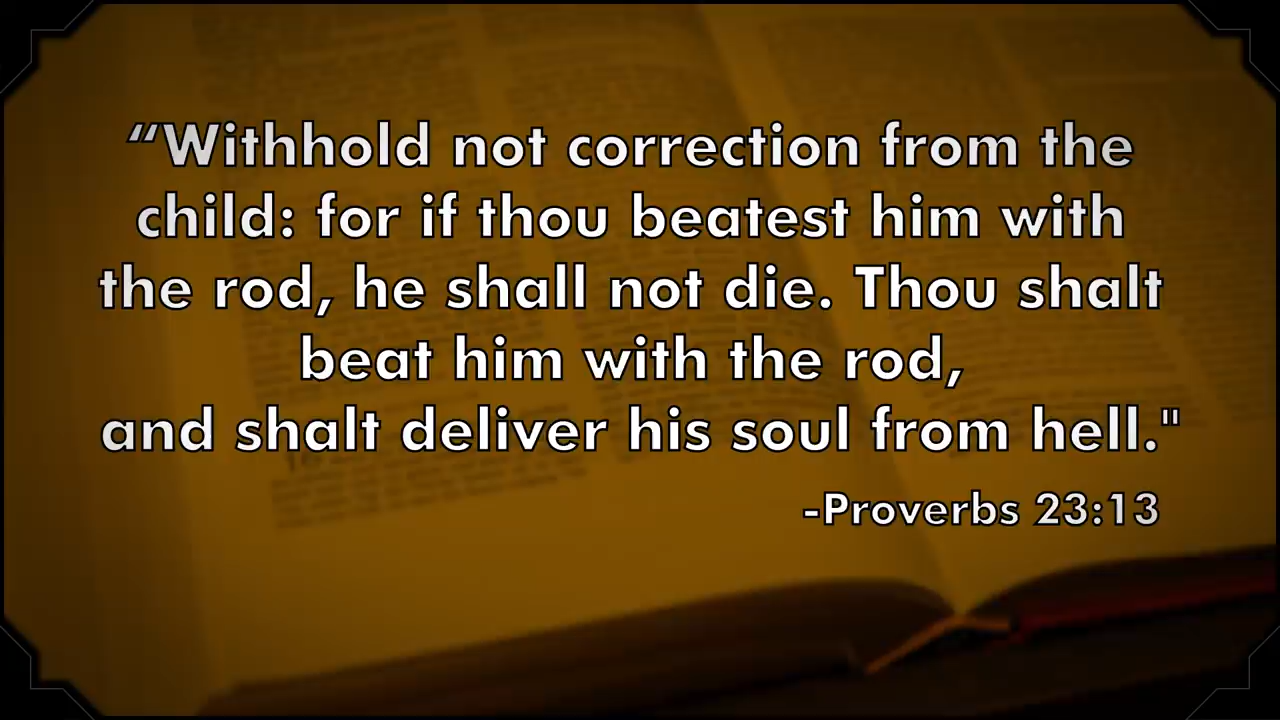 “Withhold not correction from the
child: for if thou beatest him with
the rod, he shall not die. Thou shalt
beat him with the rod,
and shalt deliver his soul from hell."
-Proverbs 23:13